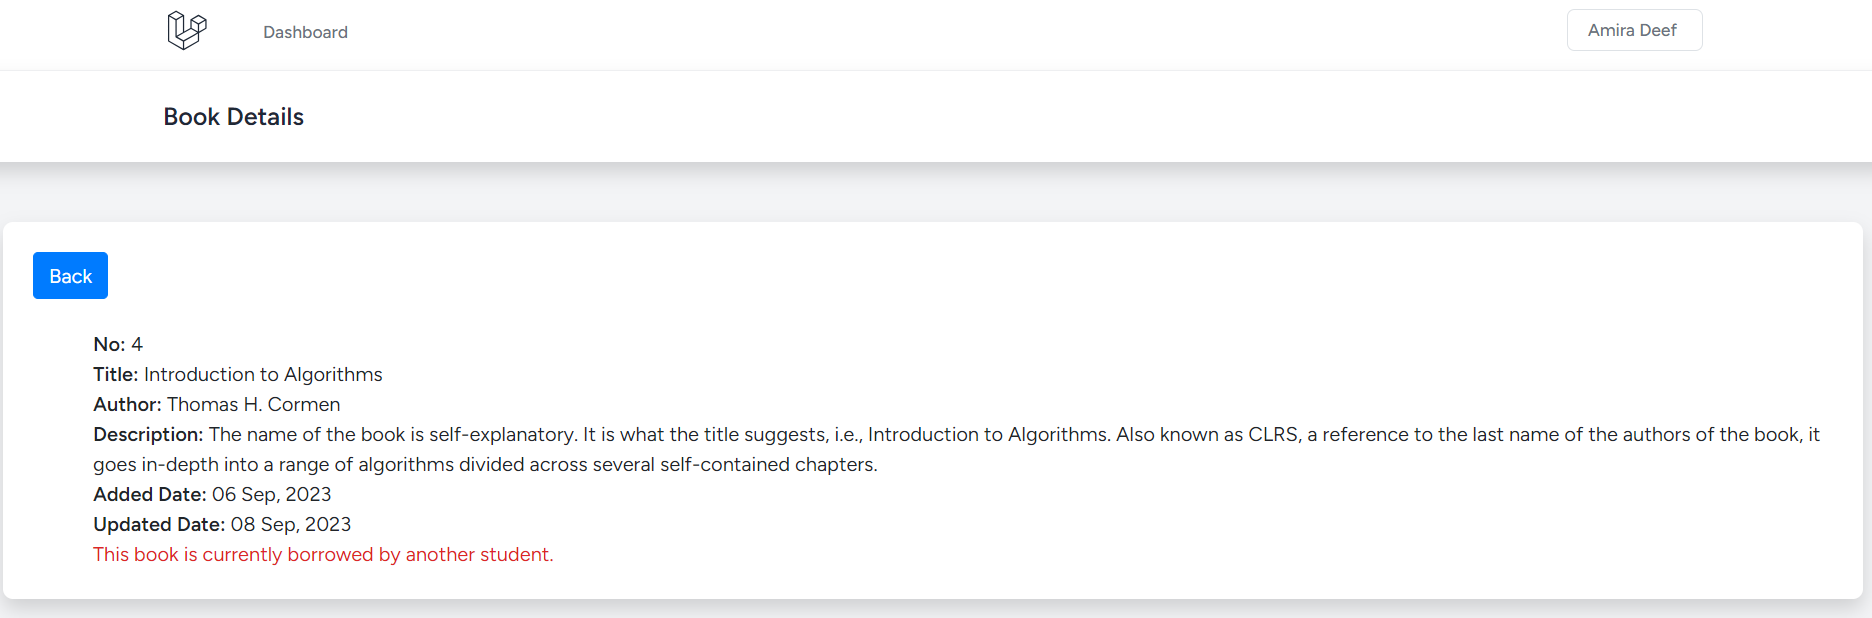 Dashboard
Amira Deef
Book Details
Back
No: 4
Title: Introduction to Algorithms
Author: Thomas H. Cormen
Description: The name of the book is self-explanatory. It is what the title suggests, i.e., Introduction to Algorithms. Also known as CLRS, a reference to the last name of the authors of the book, it
goes in-depth into a range of algorithms divided across several self-contained chapters.
Added Date: 06 Sep, 2023
Updated Date: 08 Sep, 2023
This book is currently borrowed by another student.